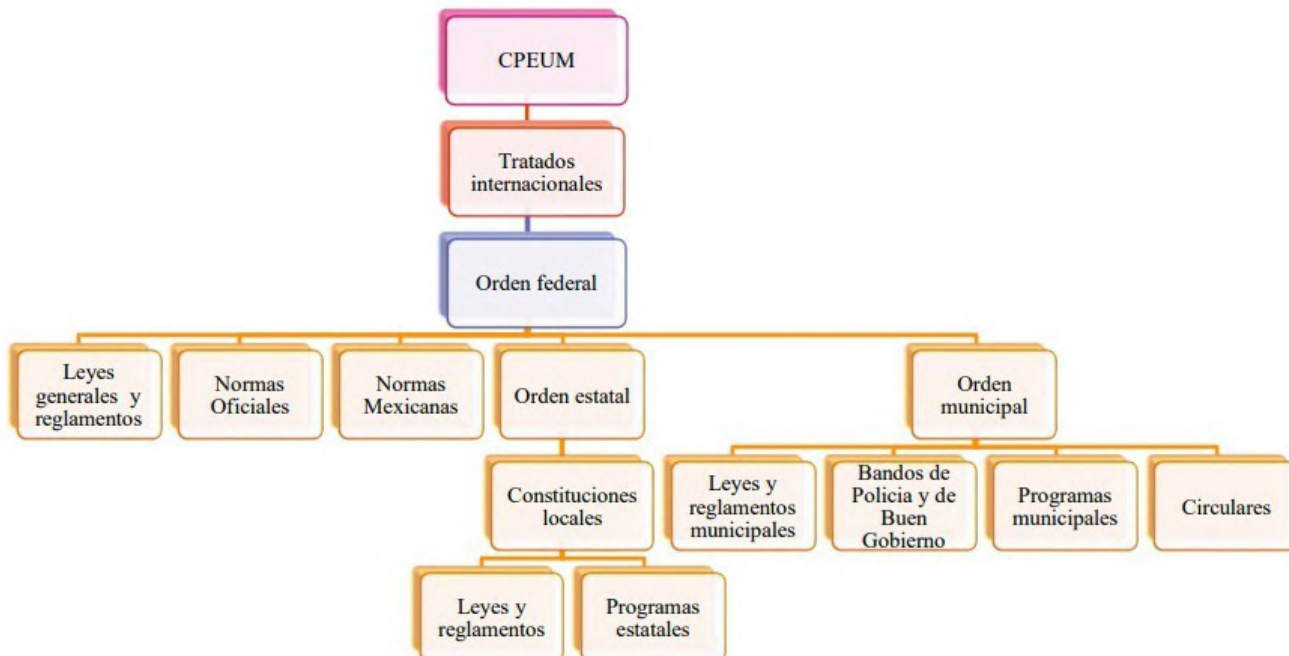 CPEUM
Tratados
internacionales
Orden federal
Leyes
generales y
reglamentos
Normas
Oficiales
Normas
Mexicanas
Orden estatal
Orden
municipal
Constituciones
locales
Leyes y
reglamentos
municipales
Bandos de
Policia y de
Buen
Gobierno
Programas
municipales
Circulares
Leyes y
reglamentos
Programas
estatales